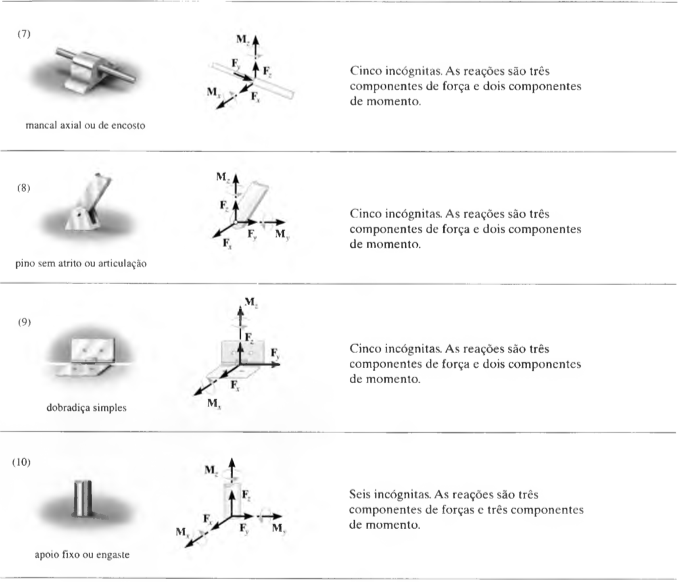 (7)
M_z
F_y
F_z
M_x
F_x
mancal axial ou de encosto
Cinco incógnitas. As reações são três
componentes de força e dois componentes
de momento.
(8)
M_z
F_z
F_y
M_y
F_x
pino sem atrito ou articulação
Cinco incógnitas. As reações são três
componentes de força e dois componentes
de momento.
(9)
M_z
F_z
F_y
F_x
M_x
dobradiça simples
Cinco incógnitas. As reações são três
componentes de força e dois componentes
de momento.
(10)
M_z
F_z
F_x
M_x
F_y
M_y
apoio fixo ou engaste
Seis incógnitas. As reações são três
componentes de forças e três componentes
de momento.